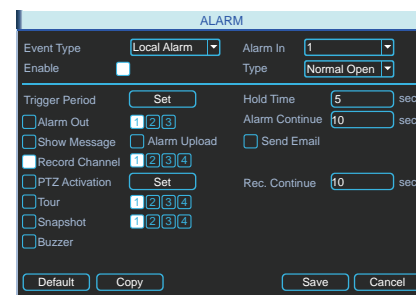 ALARM
Event Type Local Alarm Alarm In 1
Enable Type Normal Open
Trigger Period Set Hold Time 5 sec
Alarm Out 1 2 3 Alarm Continue 10 sec
Show Message Alarm Upload Send Email
Record Channel 1 2 3 4
PTZ Activation Set Rec. Continue 10 sec
Tour 1 2 3 4
Snapshot 1 2 3 4
Buzzer
Default Copy Save Cancel